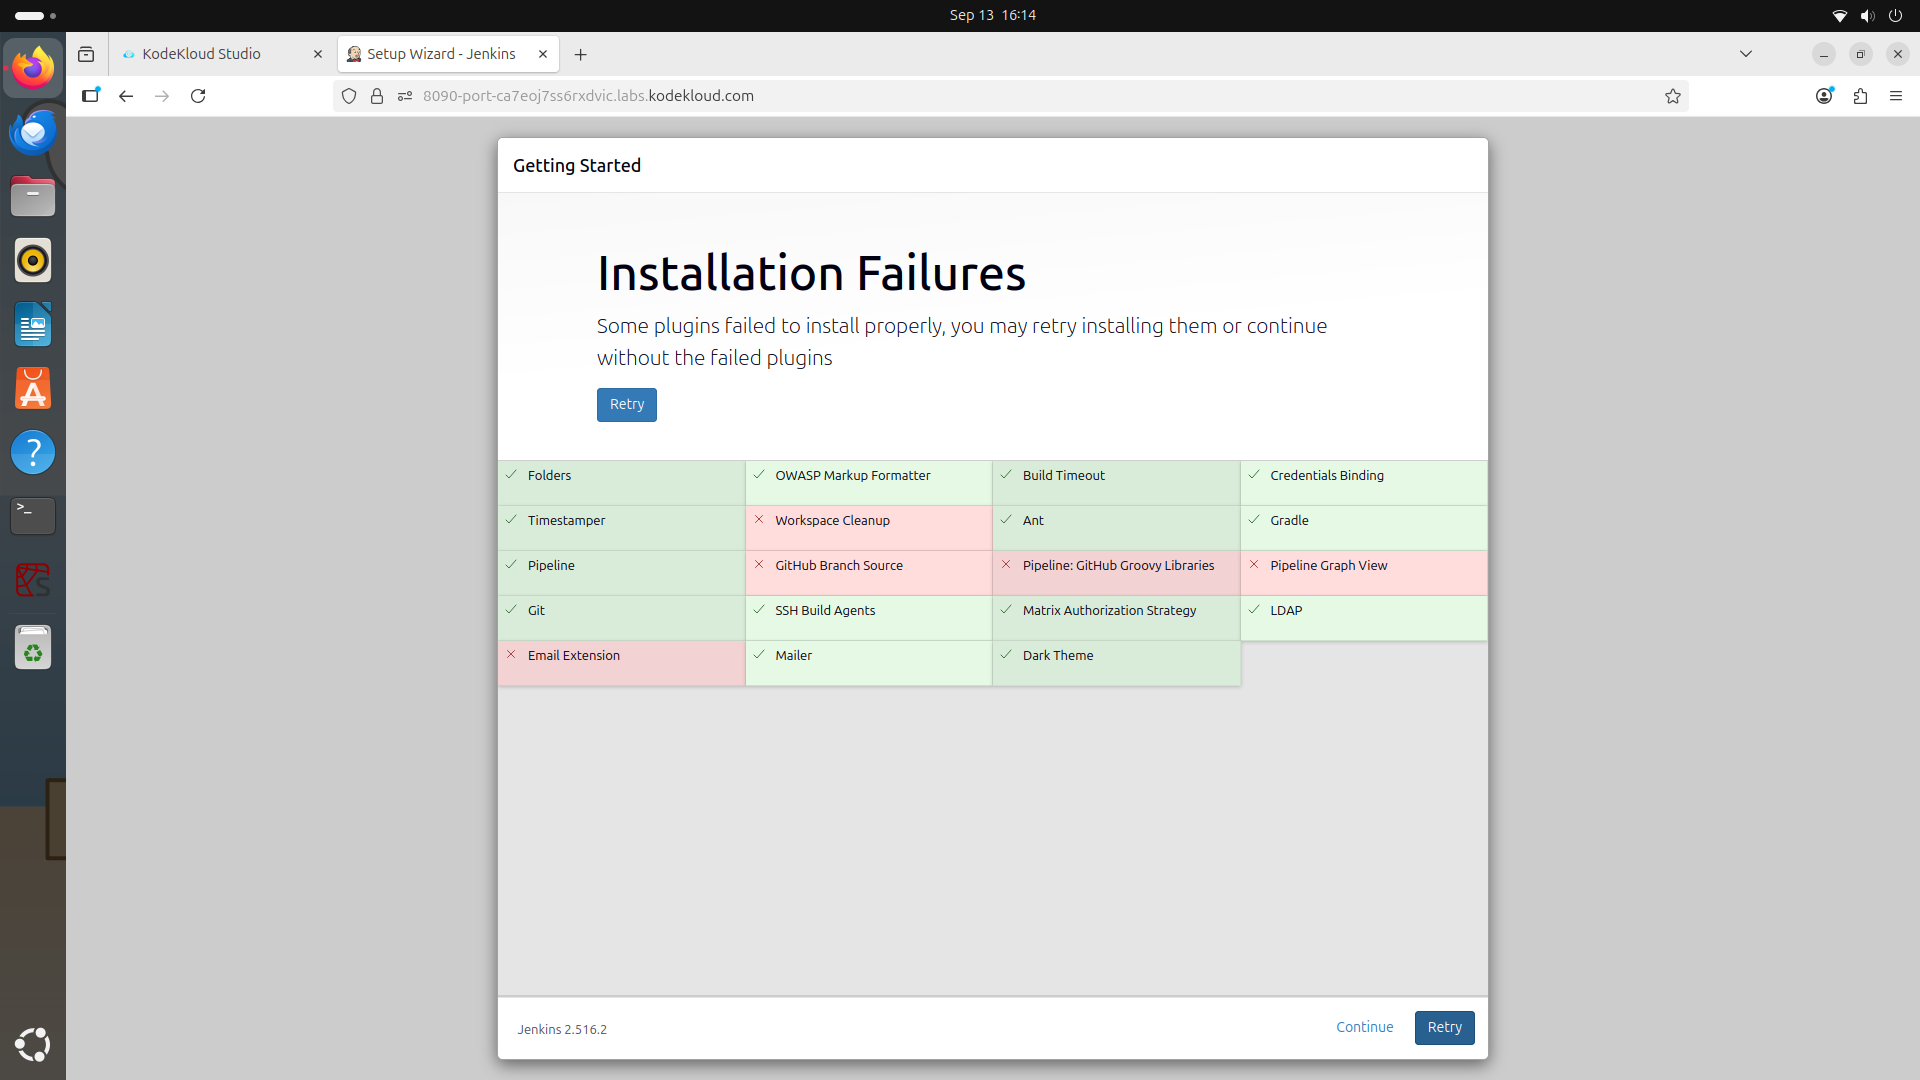 Sep 13 16:14
KodeKloud Studio
Setup Wizard - Jenkins
8090-port-ca7eoj7ss6rxdvic.labs.kodekloud.com
Getting Started
Installation Failures
Some plugins failed to install properly, you may retry installing them or continue
without the failed plugins
Retry
Folders
OWASP Markup Formatter
Build Timeout
Credentials Binding
Timestamper
Workspace Cleanup
Ant
Gradle
Pipeline
GitHub Branch Source
Pipeline: GitHub Groovy Libraries
Pipeline Graph View
Git
SSH Build Agents
Matrix Authorization Strategy
LDAP
Email Extension
Mailer
Dark Theme
Jenkins 2.516.2
Continue
Retry